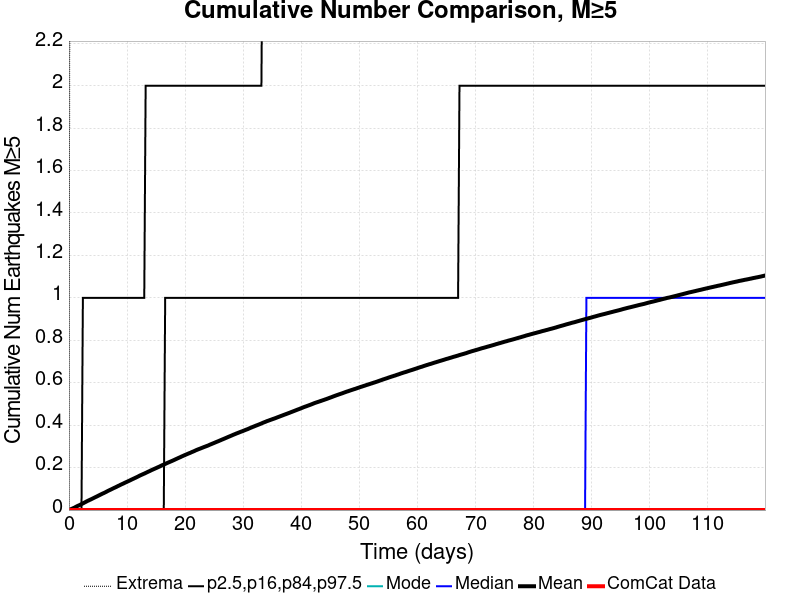 Cumulative Number Comparison, M≥5
Cumulative Num Earthquakes M≥5
2.2
2
1.8
1.6
1.4
1.2
1
0.8
0.6
0.4
0.2
0
0 10 20 30 40 50 60 70 80 90 100 110
Time (days)
Extrema p2.5,p16,p84,p97.5 Mode Median Mean ComCat Data